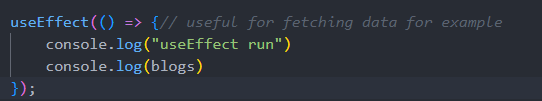 useEffect(() => {// useful for fetching data for example
    console.log("useEffect run")
    console.log(blogs)
});